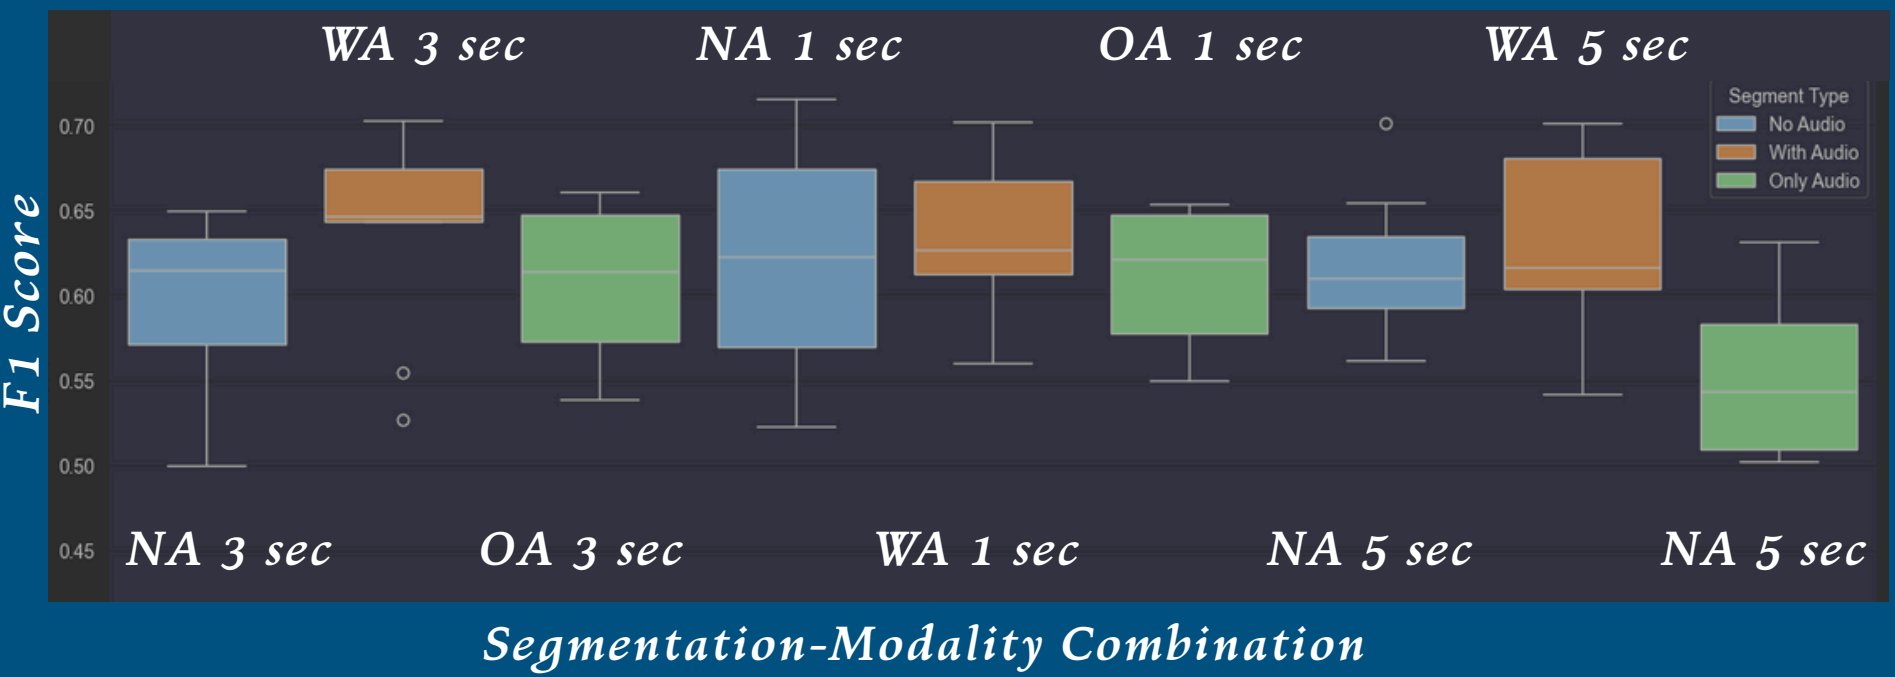 WA 3 sec
NA 1 sec
OA 1 sec
WA 5 sec
Segment Type
No Audio
With Audio
Only Audio
0.70
0.65
0.60
0.55
0.50
0.45
F1 Score
NA 3 sec
OA 3 sec
WA 1 sec
NA 5 sec
NA 5 sec
Segmentation-Modality Combination